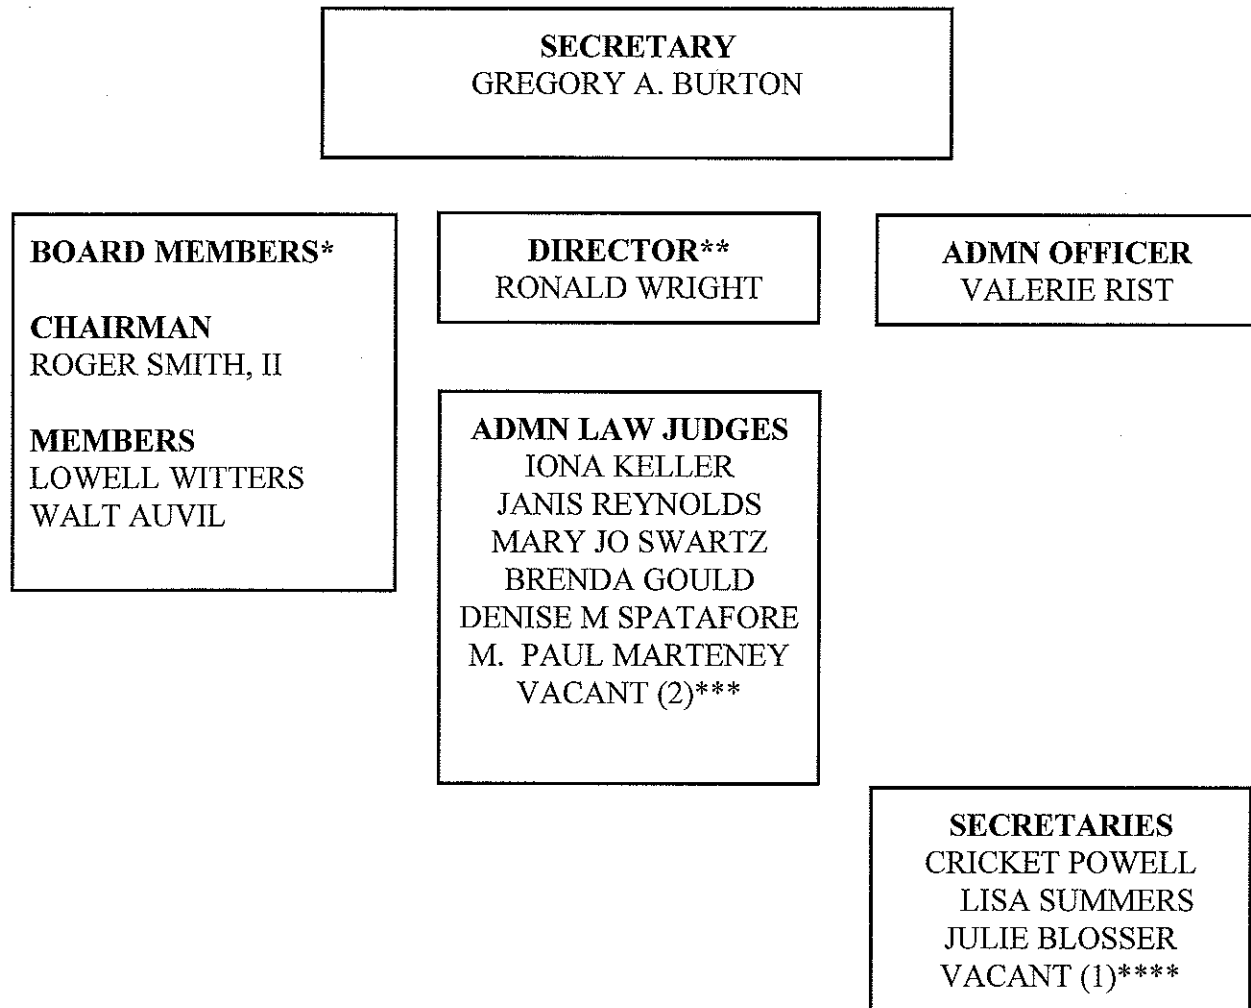 SECRETARY
GREGORY A. BURTON
BOARD MEMBERS*
CHAIRMAN
ROGER SMITH, II
MEMBERS
LOWELL WITTERS
WALT AUVIL
DIRECTOR**
RONALD WRIGHT
ADMN OFFICER
VALERIE RIST
ADMN LAW JUDGES
IONA KELLER
JANIS REYNOLDS
MARY JO SWARTZ
BRENDA GOULD
DENISE M SPATAFORE
M. PAUL MARTENEY
VACANT (2)***
SECRETARIES
CRICKET POWELL
LISA SUMMERS
JULIE BLOSSER
VACANT (1)****